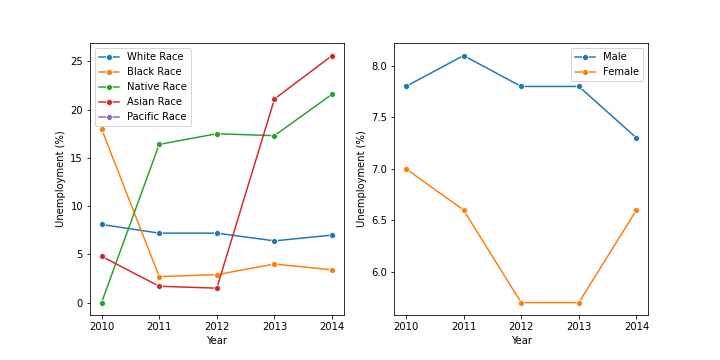 White Race
Black Race
Native Race
Asian Race
Pacific Race
25
20
15
10
5
0
Unemployment (%)
2010 2011 2012 2013 2014
Year
Male
Female
8.0
7.5
7.0
6.5
6.0
Unemployment (%)
2010 2011 2012 2013 2014
Year